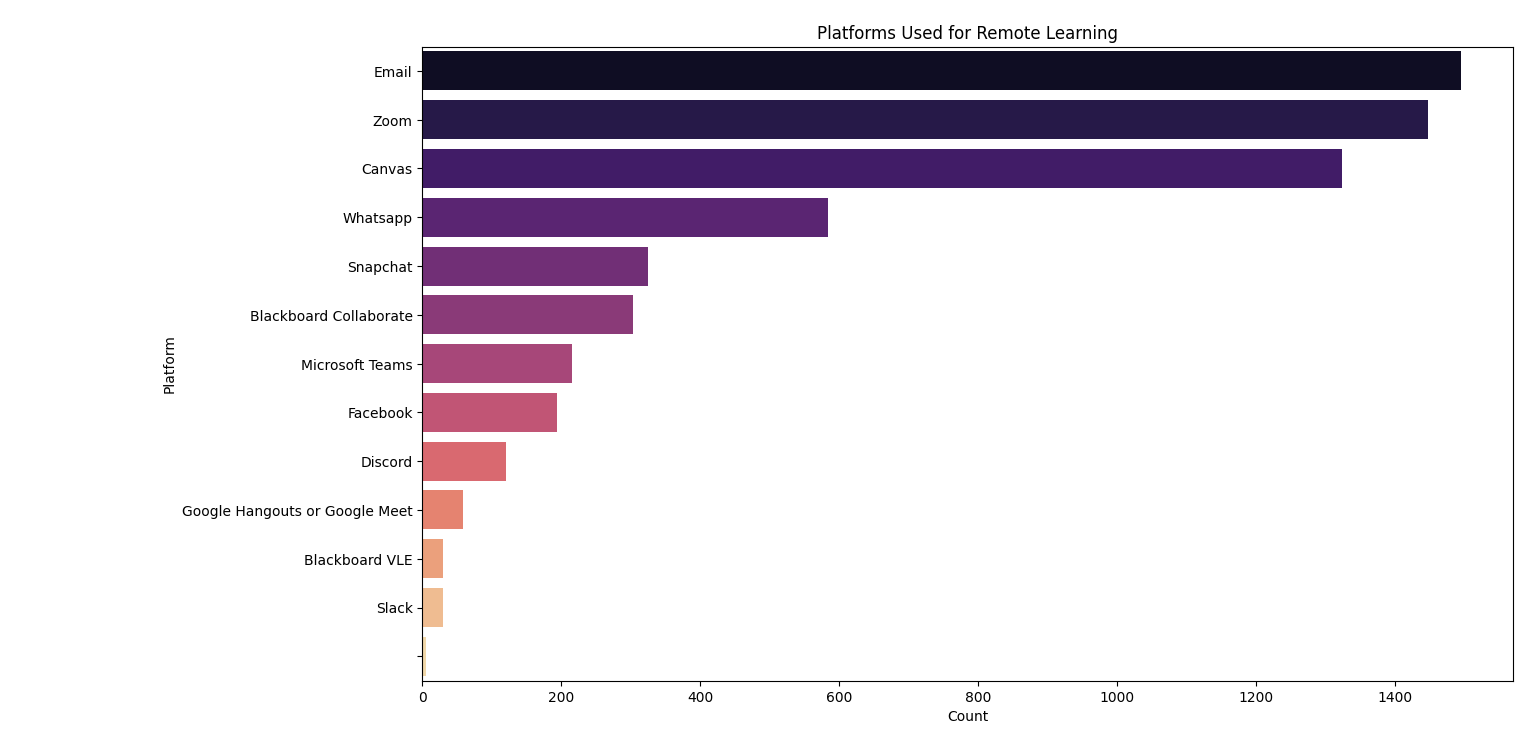 Platforms Used for Remote Learning
Email
Zoom
Canvas
Whatsapp
Snapchat
Blackboard Collaborate
Microsoft Teams
Facebook
Discord
Google Hangouts or Google Meet
Blackboard VLE
Slack
Platform
0 200 400 600 800 1000 1200 1400
Count